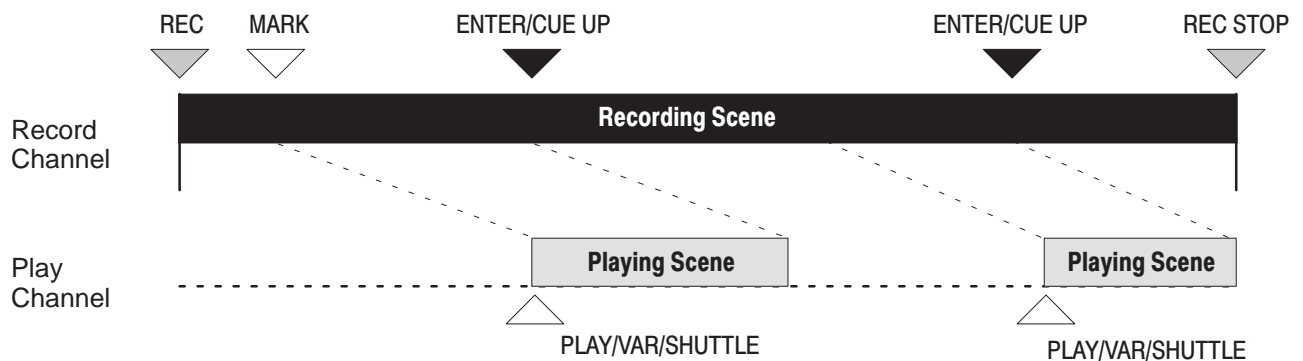 REC MARK ENTER/CUE UP ENTER/CUE UP REC STOP
Recording Scene
Record
Channel
Playing Scene Playing Scene
Play
Channel
PLAY/VAR/SHUTTLE PLAY/VAR/SHUTTLE